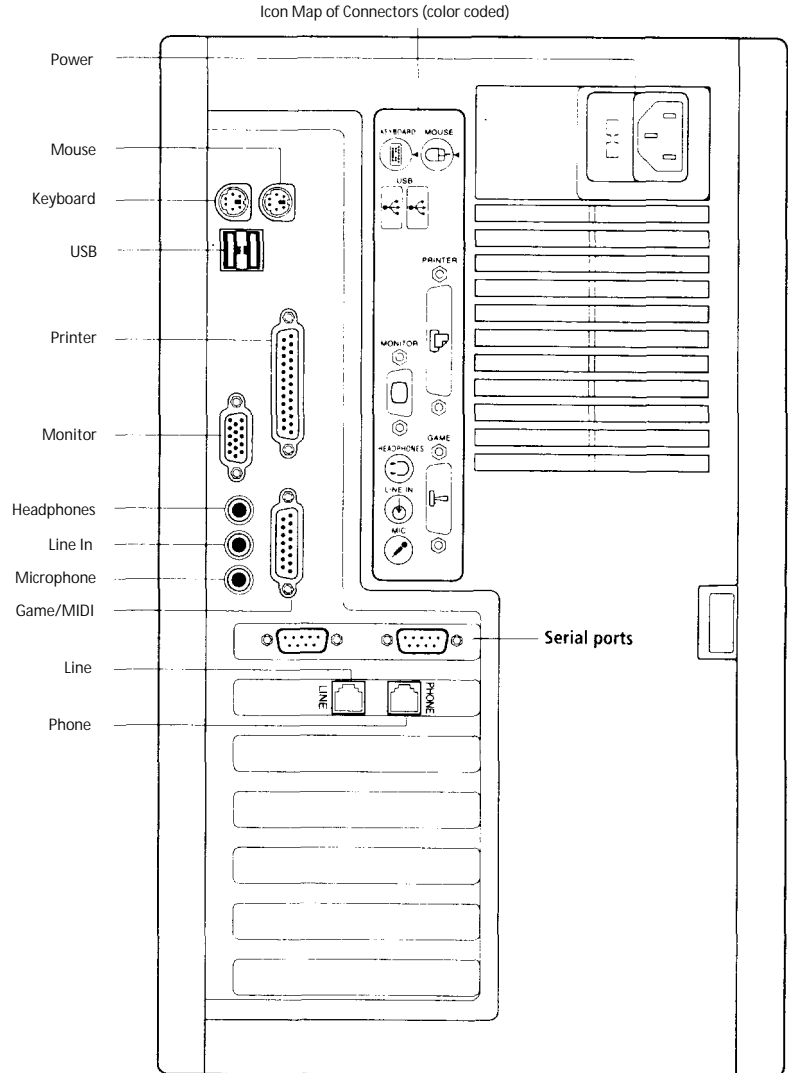 Icon Map of Connectors (color coded)
Power
Mouse
Keyboard
USB
Printer
Monitor
Headphones
Line In
Microphone
Game/MIDI
Line
Phone
KEYBOARD MOUSE
USB
PRINTER
MONITOR
GAME
HEADPHONES
LINE IN
MIC
Serial ports
LINE
PHONE